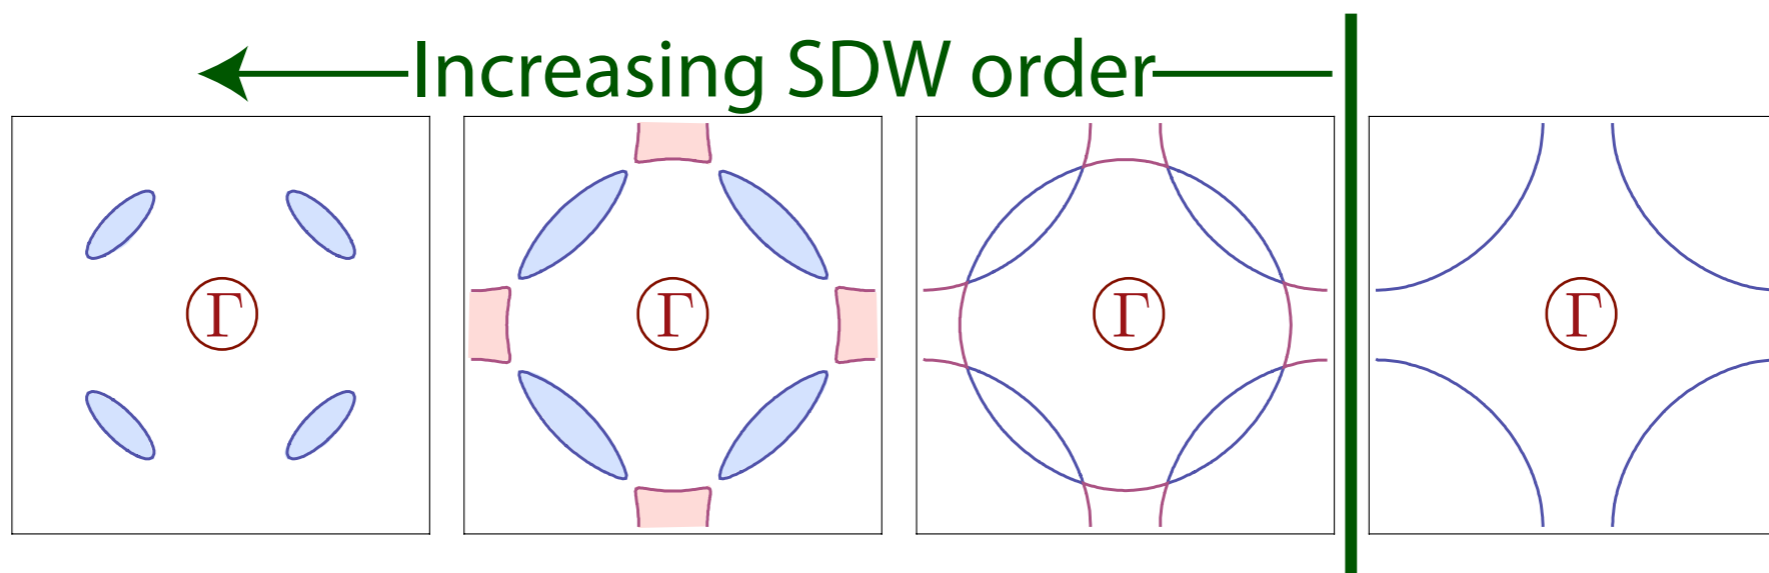 Increasing SDW order
Γ Γ Γ Γ